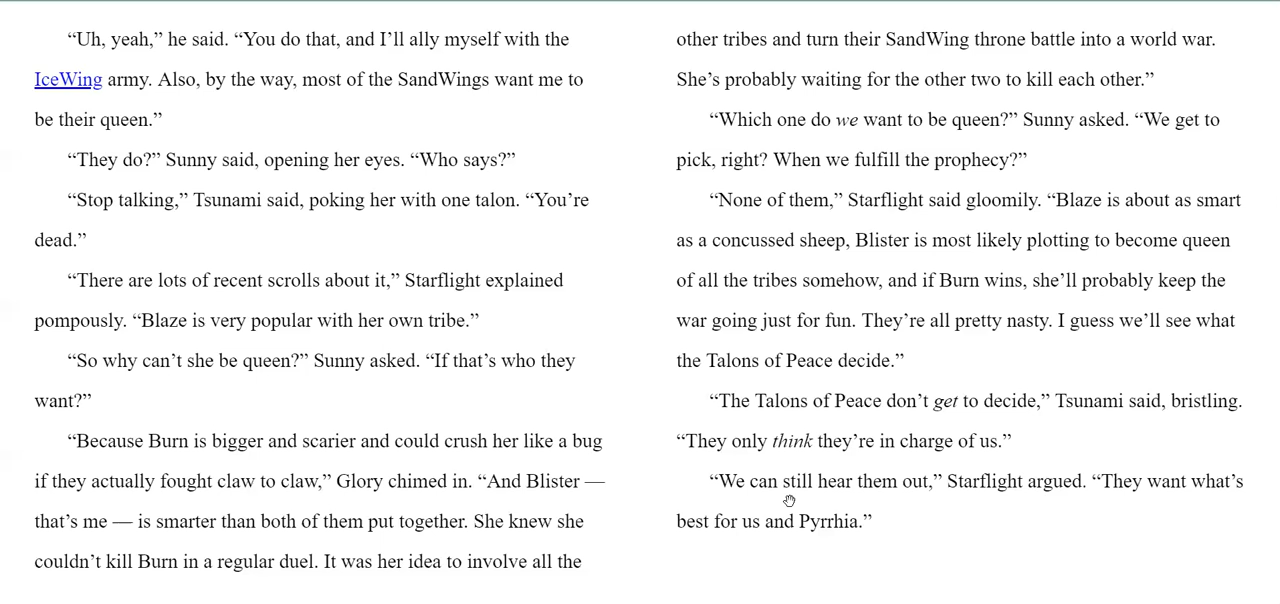 “Uh, yeah,” he said. “You do that, and I’ll ally myself with the
IceWing army. Also, by the way, most of the SandWings want me to
be their queen.”
“They do?” Sunny said, opening her eyes. “Who says?”
“Stop talking,” Tsunami said, poking her with one talon. “You’re
dead.”
“There are lots of recent scrolls about it,” Starflight explained
pompously. “Blaze is very popular with her own tribe.”
“So why can’t she be queen?” Sunny asked. “If that’s who they
want?”
“Because Burn is bigger and scarier and could crush her like a bug
if they actually fought claw to claw,” Glory chimed in. “And Blister —
that’s me — is smarter than both of them put together. She knew she
couldn’t kill Burn in a regular duel. It was her idea to involve all the
other tribes and turn their SandWing throne battle into a world war.
She’s probably waiting for the other two to kill each other.”
“Which one do we want to be queen?” Sunny asked. “We get to
pick, right? When we fulfill the prophecy?”
“None of them,” Starflight said gloomily. “Blaze is about as smart
as a concussed sheep, Blister is most likely plotting to become queen
of all the tribes somehow, and if Burn wins, she’ll probably keep the
war going just for fun. They’re all pretty nasty. I guess we’ll see what
the Talons of Peace decide.”
“The Talons of Peace don’t get to decide,” Tsunami said, bristling.
“They only think they’re in charge of us.”
“We can still hear them out,” Starflight argued. “They want what’s
best for us and Pyrrhia.”